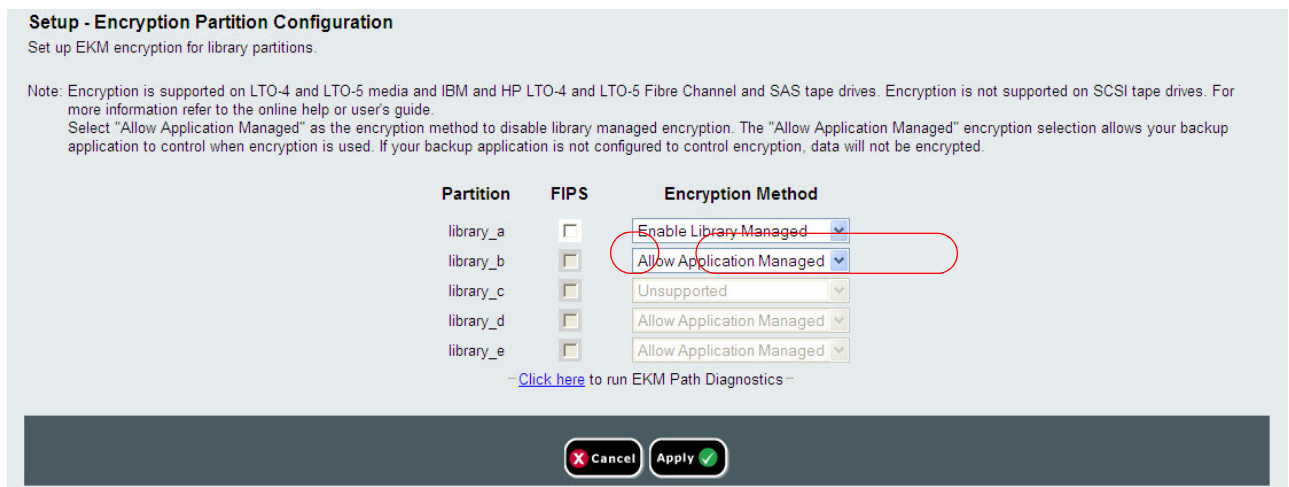 Setup - Encryption Partition Configuration
Set up EKM encryption for library partitions.
Note: Encryption is supported on LTO-4 and LTO-5 media and IBM and HP LTO-4 and LTO-5 Fibre Channel and SAS tape drives. Encryption is not supported on SCSI tape drives. For
more information refer to the online help or user's guide.
Select "Allow Application Managed" as the encryption method to disable library managed encryption. The "Allow Application Managed" encryption selection allows your backup
application to control when encryption is used. If your backup application is not configured to control encryption, data will not be encrypted.
Partition FIPS Encryption Method
library_a Enable Library Managed
library_b Allow Application Managed
library_c Unsupported
library_d Allow Application Managed
library_e Allow Application Managed
–Click here to run EKM Path Diagnostics–
Cancel Apply